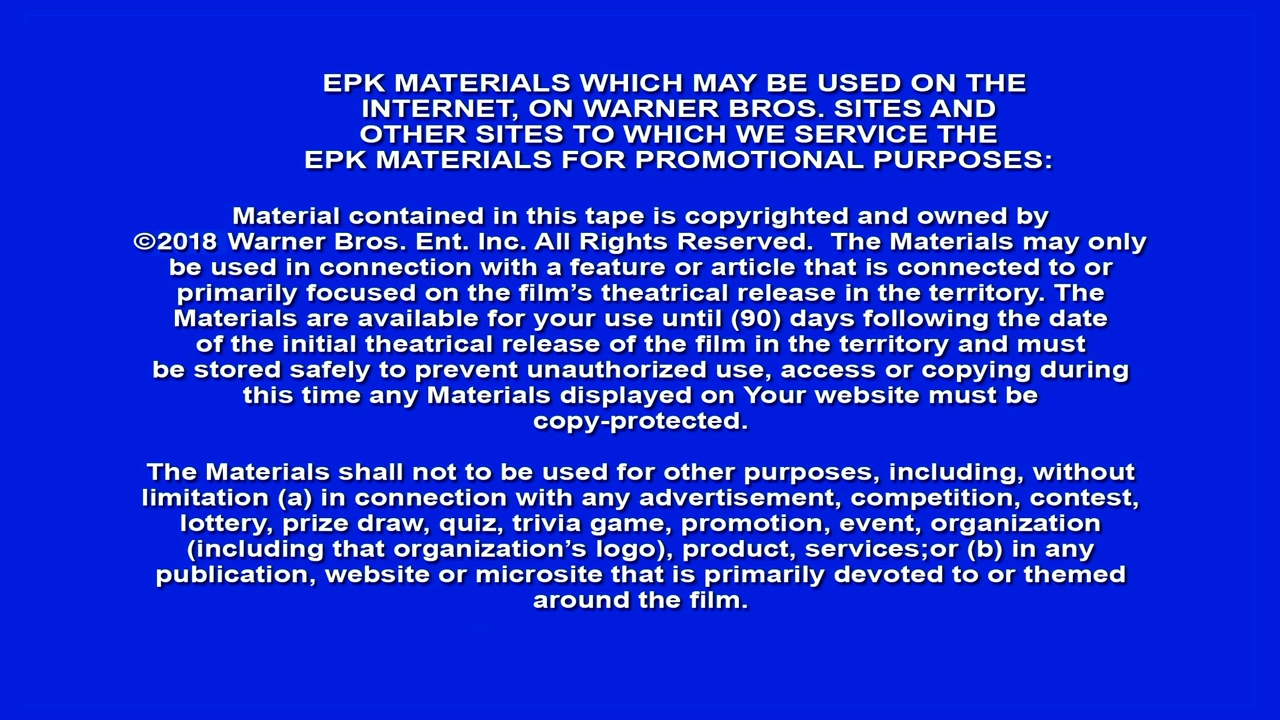 EPK MATERIALS WHICH MAY BE USED ON THE
INTERNET, ON WARNER BROS. SITES AND
OTHER SITES TO WHICH WE SERVICE THE
EPK MATERIALS FOR PROMOTIONAL PURPOSES:
Material contained in this tape is copyrighted and owned by
©2018 Warner Bros. Ent. Inc. All Rights Reserved.  The Materials may only
be used in connection with a feature or article that is connected to or
primarily focused on the film’s theatrical release in the territory. The
Materials are available for your use until (90) days following the date
of the initial theatrical release of the film in the territory and must
be stored safely to prevent unauthorized use, access or copying during
this time any Materials displayed on Your website must be
copy-protected.
The Materials shall not to be used for other purposes, including, without
limitation (a) in connection with any advertisement, competition, contest,
lottery, prize draw, quiz, trivia game, promotion, event, organization
(including that organization’s logo), product, services;or (b) in any
publication, website or microsite that is primarily devoted to or themed
around the film.